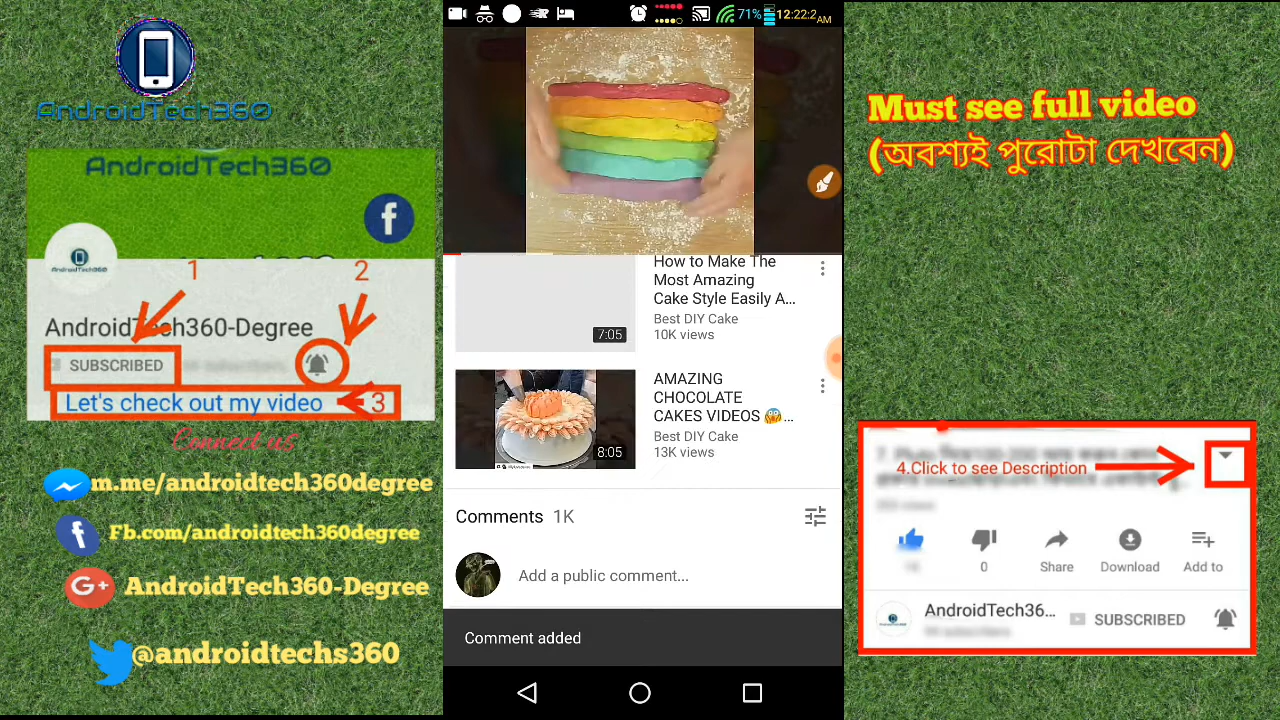 AndroidTech360
AndroidTech360
AndroidTech360
1
2
AndroidTech360-Degree
SUBSCRIBED
Let's check out my video
3
Connect us
m.me/androidtech360degree
Fb.com/androidtech360degree
G+ AndroidTech360-Degree
@androidtechs360
71% 12:22:2 AM
How to Make The
Most Amazing
Cake Style Easily A...
Best DIY Cake
10K views
7:05
AMAZING
CHOCOLATE
CAKES VIDEOS 😱...
Best DIY Cake
13K views
8:05
Comments 1K
Add a public comment...
Comment added
Must see full video
(অবশ্যই পুরোটা দেখবেন)
4.Click to see Description
0
Share
Download
Add to
AndroidTech36...
SUBSCRIBED